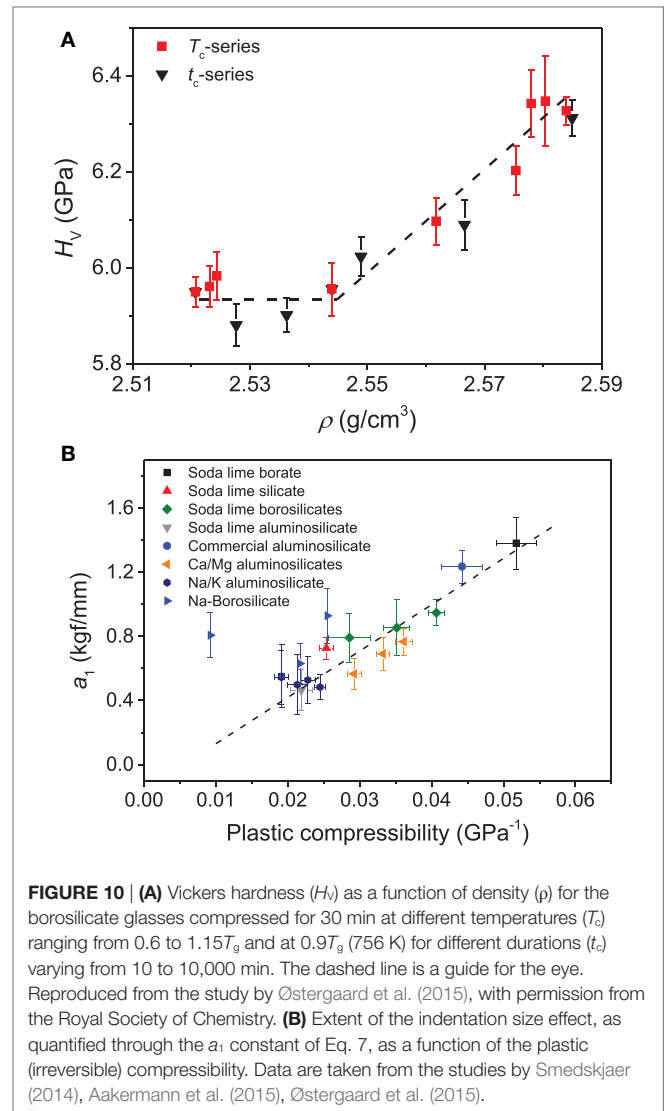 A
T_c-series
t_c-series
6.4
6.2
6.0
5.8
H_V (GPa)
2.51 2.53 2.55 2.57 2.59
ρ (g/cm³)
B
Soda lime borate
Soda lime silicate
Soda lime borosilicates
Soda lime aluminosilicate
Commercial aluminosilicate
Ca/Mg aluminosilicates
Na/K aluminosilicate
Na-Borosilicate
1.6
1.2
0.8
0.4
0.0
a₁ (kgf/mm)
0.00 0.01 0.02 0.03 0.04 0.05 0.06
Plastic compressibility (GPa⁻¹)
FIGURE 10 | (A) Vickers hardness (H_V) as a function of density (ρ) for the
borosilicate glasses compressed for 30 min at different temperatures (T_c)
ranging from 0.6 to 1.15T_g and at 0.9T_g (756 K) for different durations (t_c)
varying from 10 to 10,000 min. The dashed line is a guide for the eye.
Reproduced from the study by Østergaard et al. (2015), with permission from
the Royal Society of Chemistry. (B) Extent of the indentation size effect, as
quantified through the a₁ constant of Eq. 7, as a function of the plastic
(irreversible) compressibility. Data are taken from the studies by Smedskjaer
(2014), Aakermann et al. (2015), Østergaard et al. (2015).